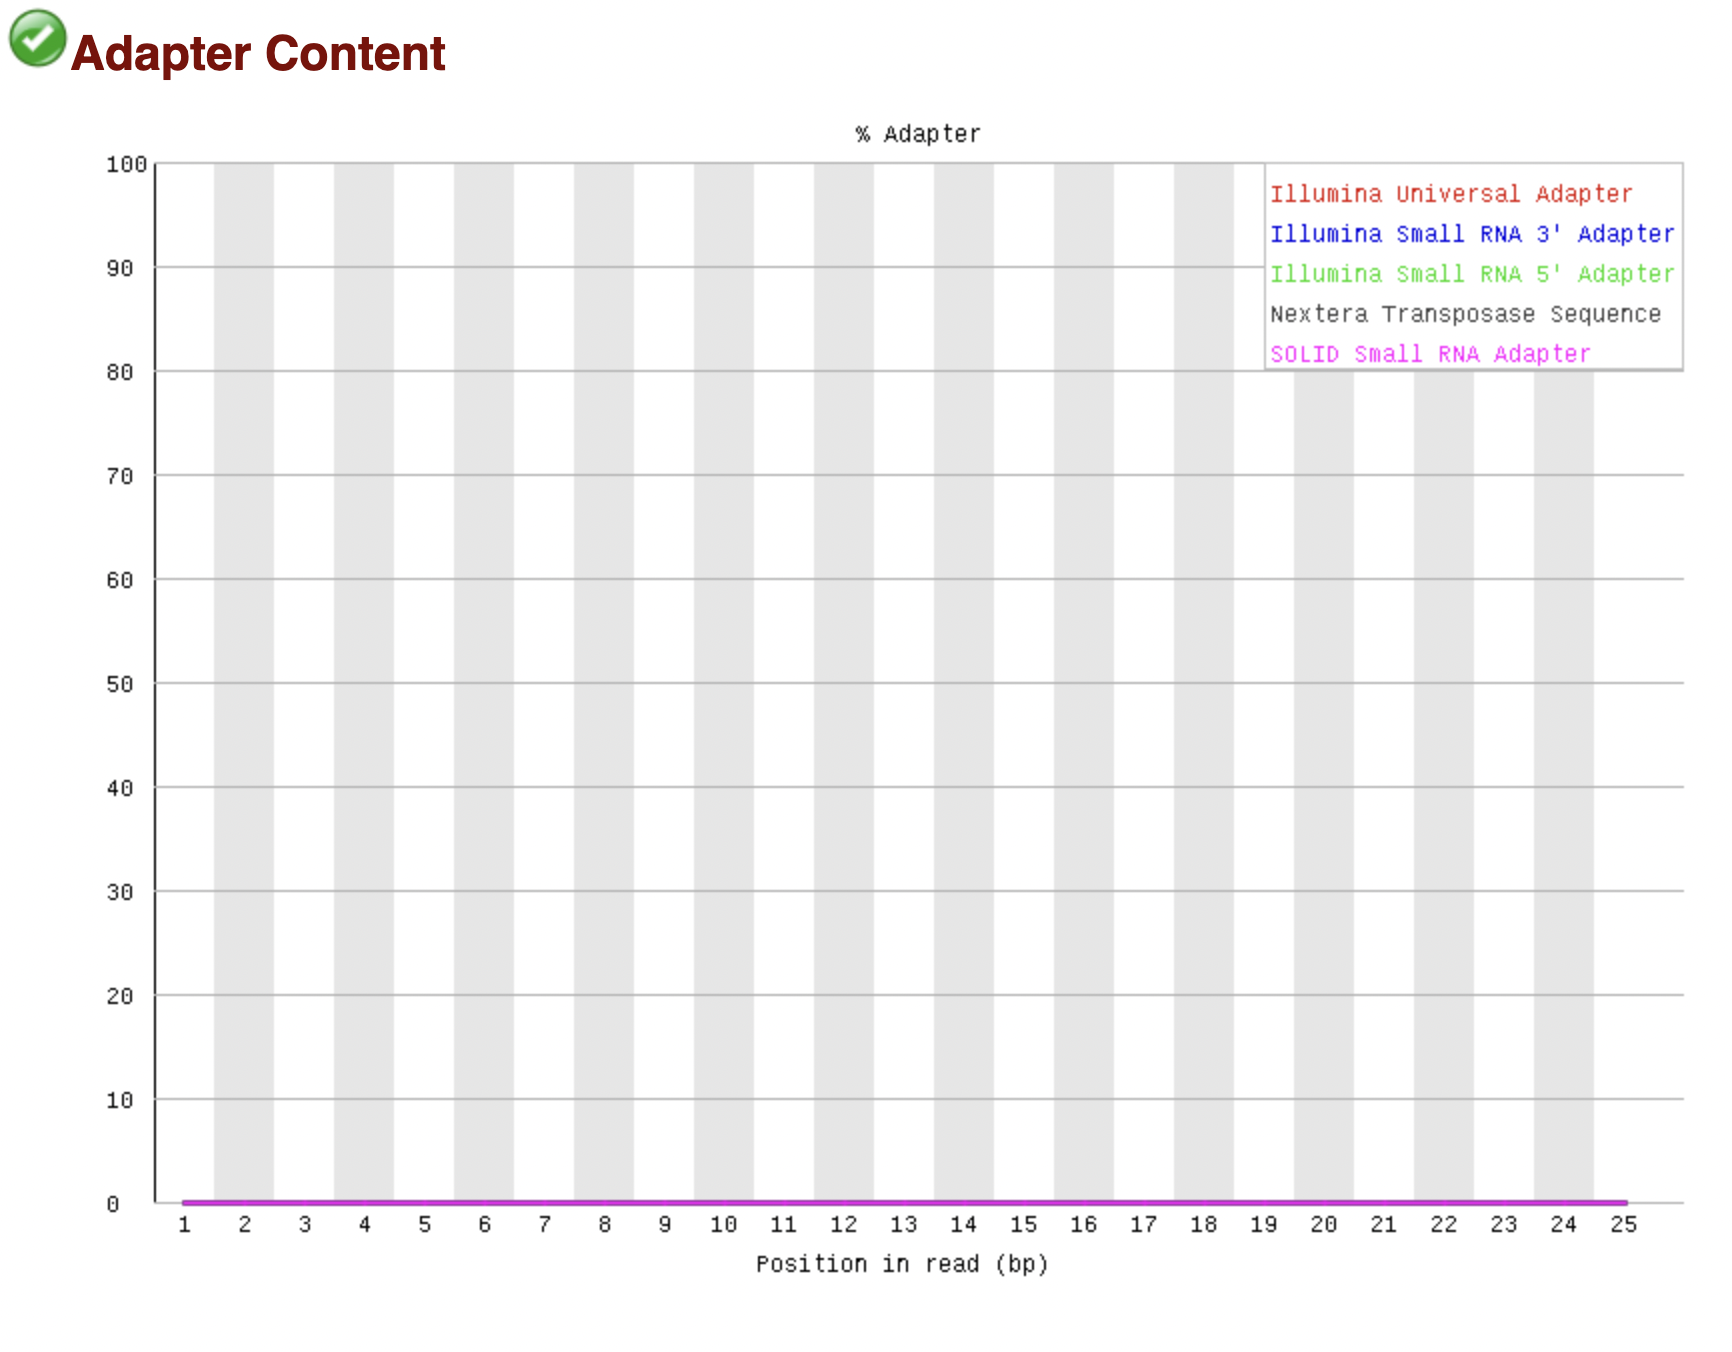 Adapter Content
% Adapter
100
Illumina Universal Adapter
Illumina Small RNA 3' Adapter
90
Illumina Small RNA 5' Adapter
Nextera Transposase Sequence
SOLID Small RNA Adapter
80
70
60
50
40
30
20
10
0
1 2 3 4 5 6 7 8 9 10 11 12 13 14 15 16 17 18 19 20 21 22 23 24 25
Position in read (bp)